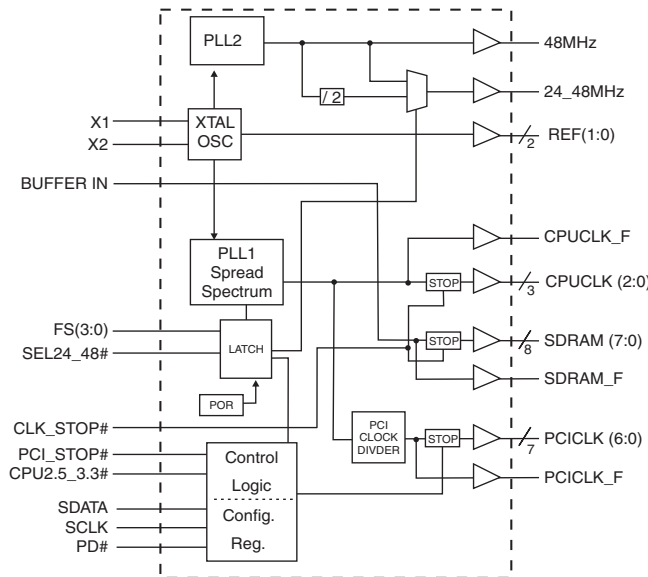 PLL2
48MHz
/ 2
24_48MHz
X1
X2
XTAL
OSC
2
REF(1:0)
BUFFER IN
PLL1
Spread
Spectrum
CPUCLK_F
STOP
3
CPUCLK (2:0)
FS(3:0)
SEL24_48#
LATCH
STOP
8
SDRAM (7:0)
SDRAM_F
POR
CLK_STOP#
PCI
CLOCK
DIVDER
STOP
7
PCICLK (6:0)
PCICLK_F
PCI_STOP#
CPU2.5_3.3#
SDATA
SCLK
PD#
Control
Logic
Config.
Reg.